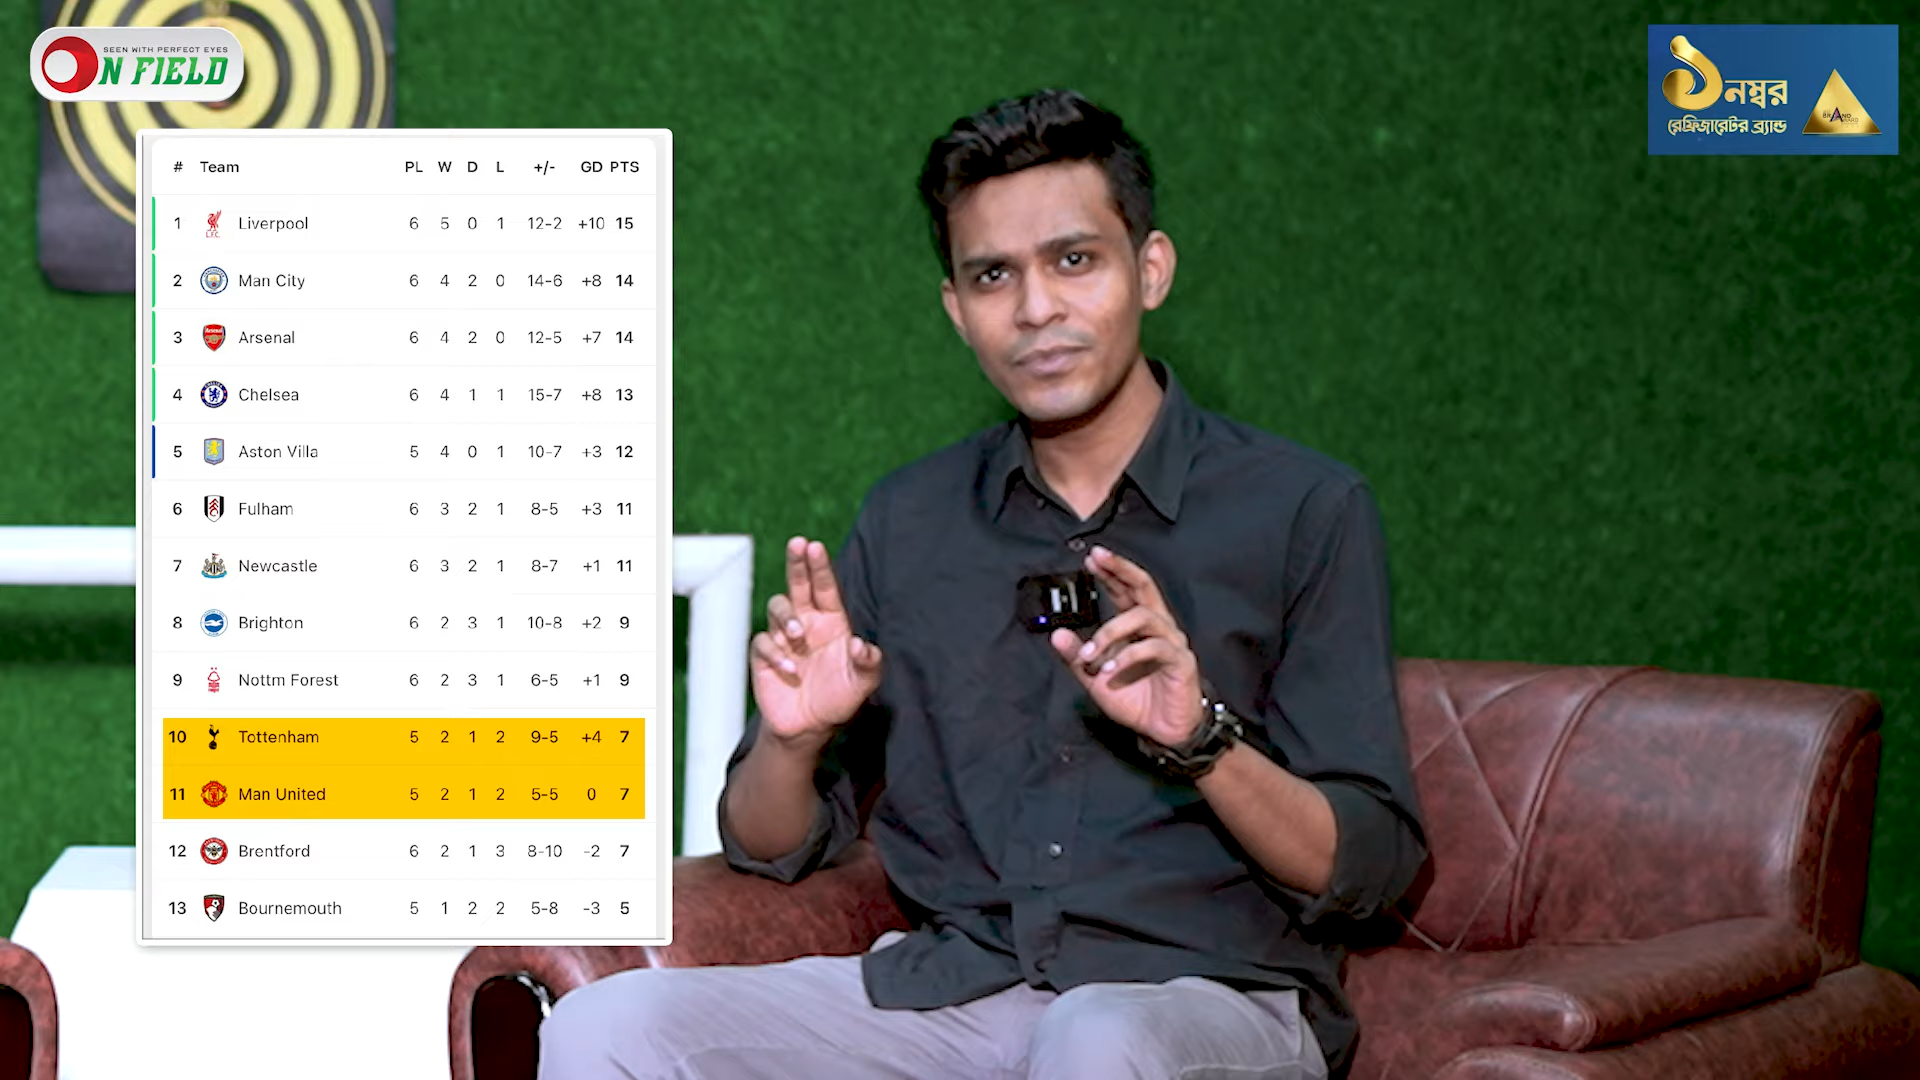 SEEN WITH PERFECT EYES
ON FIELD
১ নম্বর
রেফ্রিজারেটর ব্র্যান্ড
# Team PL W D L +/- GD PTS
1 Liverpool 6 5 0 1 12-2 +10 15
2 Man City 6 4 2 0 14-6 +8 14
3 Arsenal 6 4 2 0 12-5 +7 14
4 Chelsea 6 4 1 1 15-7 +8 13
5 Aston Villa 5 4 0 1 10-7 +3 12
6 Fulham 6 3 2 1 8-5 +3 11
7 Newcastle 6 3 2 1 8-7 +1 11
8 Brighton 6 2 3 1 10-8 +2 9
9 Nottm Forest 6 2 3 1 6-5 +1 9
10 Tottenham 5 2 1 2 9-5 +4 7
11 Man United 5 2 1 2 5-5 0 7
12 Brentford 6 2 1 3 8-10 -2 7
13 Bournemouth 5 1 2 2 5-8 -3 5